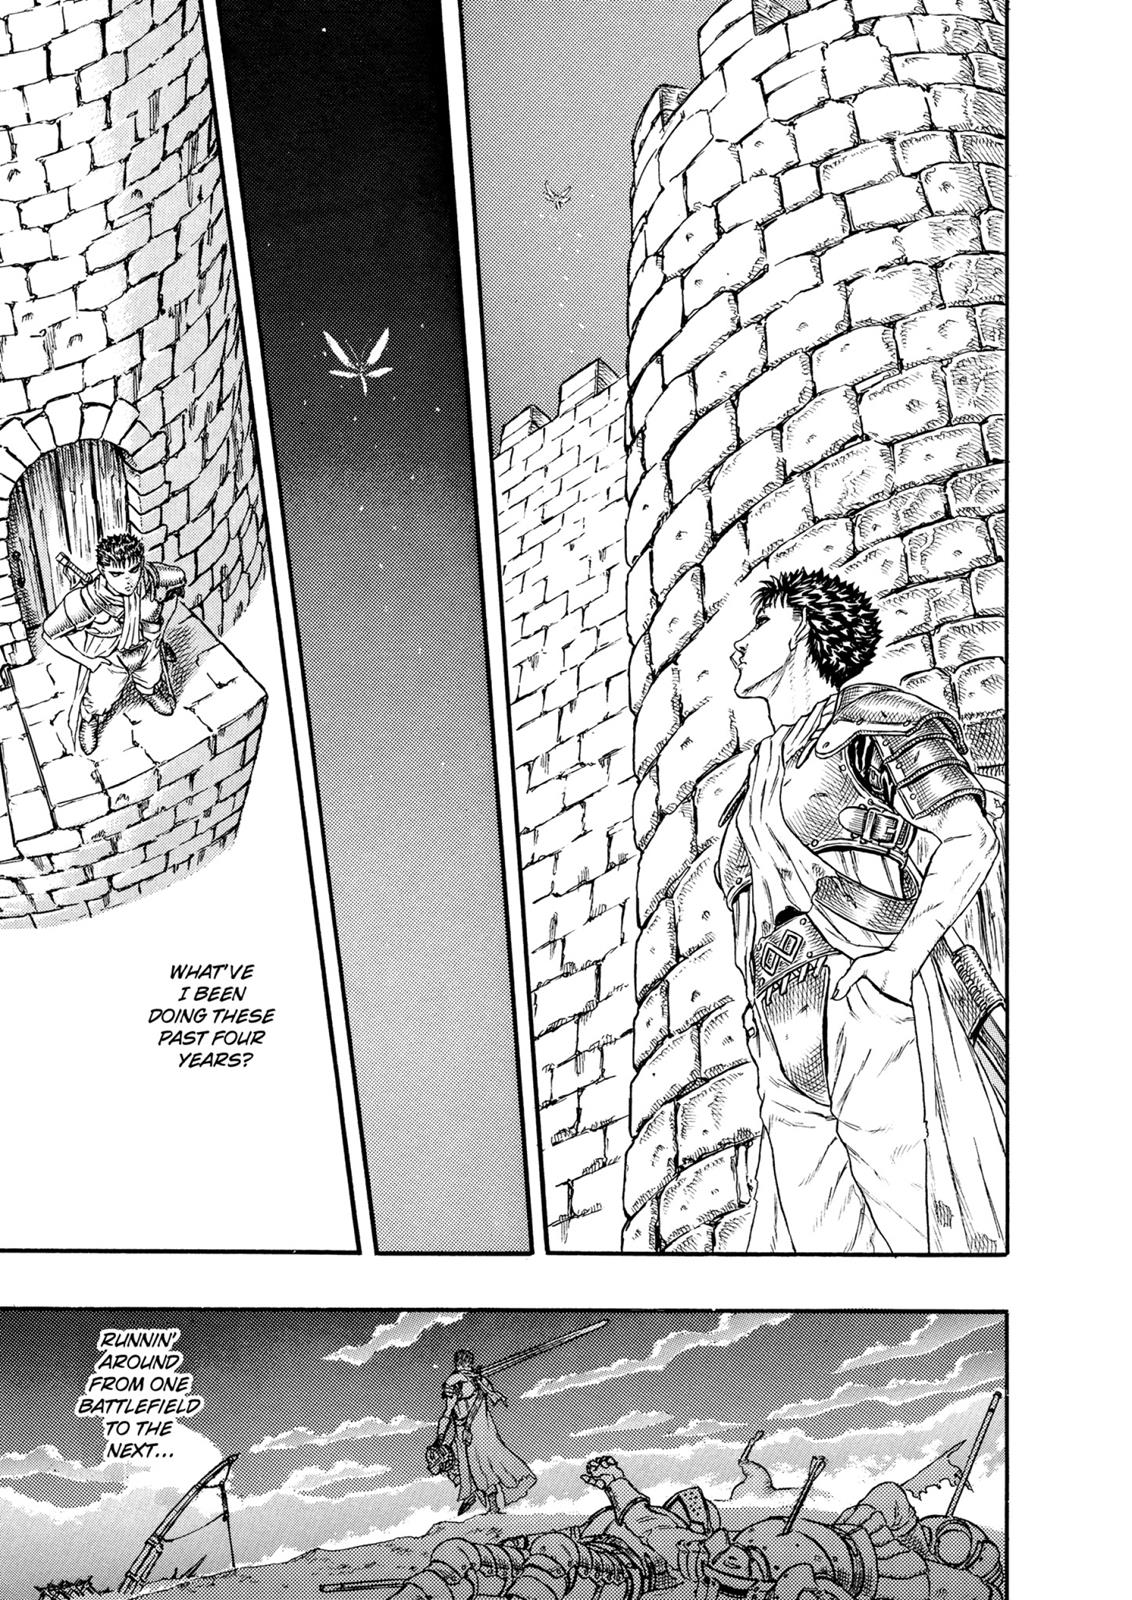 WHAT'VE
I BEEN
DOING THESE
PAST FOUR
YEARS?
RUNNIN'
AROUND
FROM ONE
BATTLEFIELD
TO THE
NEXT...